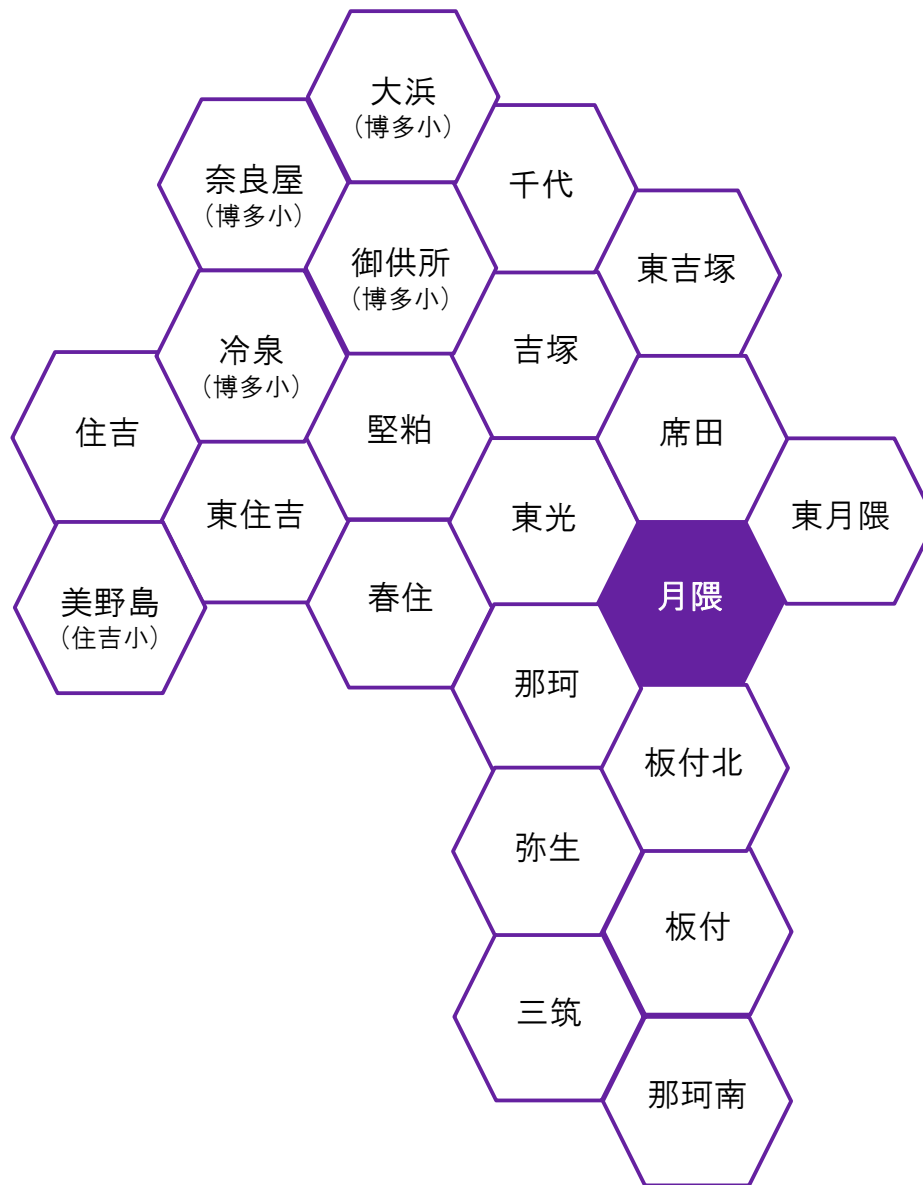 大浜
（博多小）
奈良屋
（博多小）
千代
御供所
（博多小）
東吉塚
冷泉
（博多小）
吉塚
住吉
堅粕
席田
東住吉
東光
東月隈
美野島
（住吉小）
春住
月隈
那珂
板付北
弥生
板付
三筑
那珂南